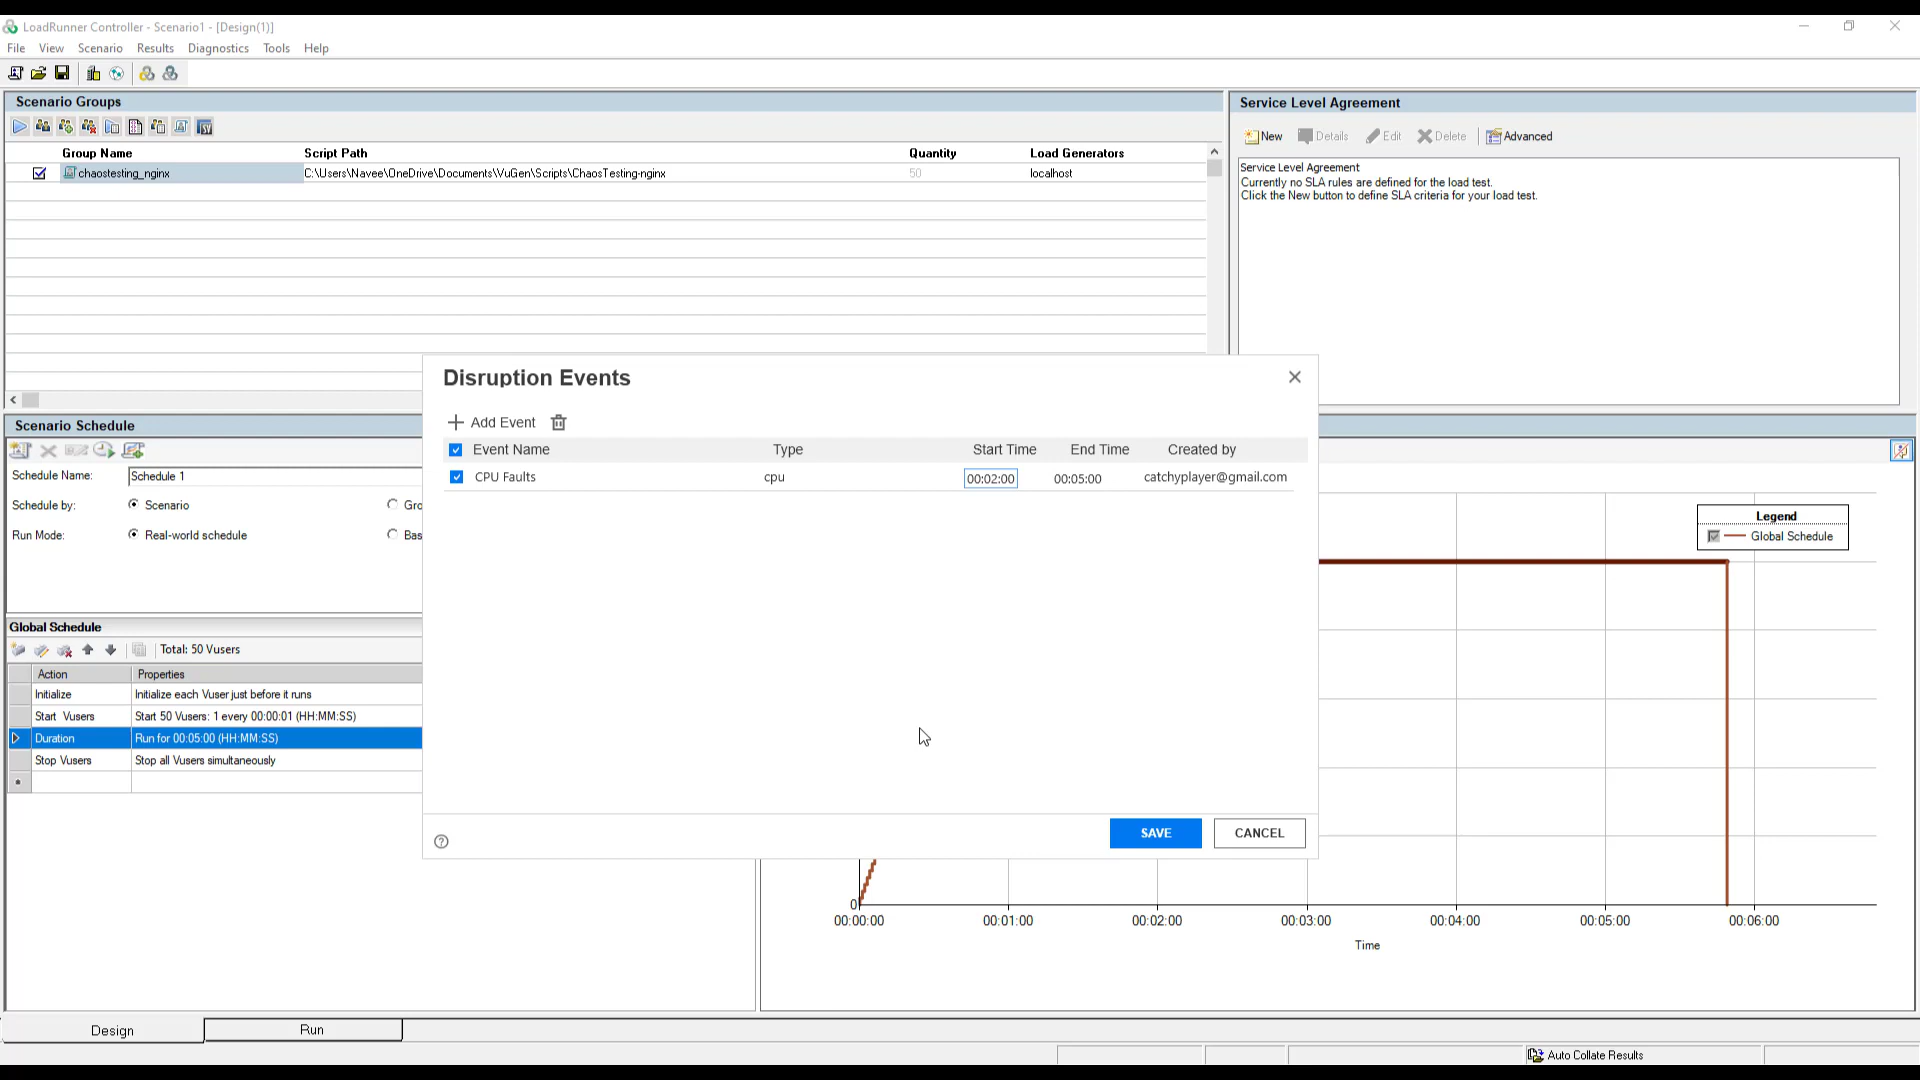 LoadRunner Controller - Scenario1 - [Design(1)]
File View Scenario Results Diagnostics Tools Help
Scenario Groups
Group Name Script Path Quantity Load Generators
chaostesting_nginx C:\Users\Navee\OneDrive\Documents\VuGen\Scripts\ChaosTesting-nginx 50 localhost
Service Level Agreement
New Details Edit Delete Advanced
Service Level Agreement
Currently no SLA rules are defined for the load test.
Click the New button to define SLA criteria for your load test.
Disruption Events
Add Event
Event Name Type Start Time End Time Created by
CPU Faults cpu 00:02:00 00:05:00 catchyplayer@gmail.com
SAVE CANCEL
Scenario Schedule
Schedule Name: Schedule 1
Schedule by: Scenario Gro
Run Mode: Real-world schedule Bas
Global Schedule
Total: 50 Vusers
Action Properties
Initialize Initialize each Vuser just before it runs
Start Vusers Start 50 Vusers: 1 every 00:00:01 (HH:MM:SS)
Duration Run for 00:05:00 (HH:MM:SS)
Stop Vusers Stop all Vusers simultaneously
Legend
Global Schedule
0
00:00:00 00:01:00 00:02:00 00:03:00 00:04:00 00:05:00 00:06:00
Time
Design Run
Auto Collate Results